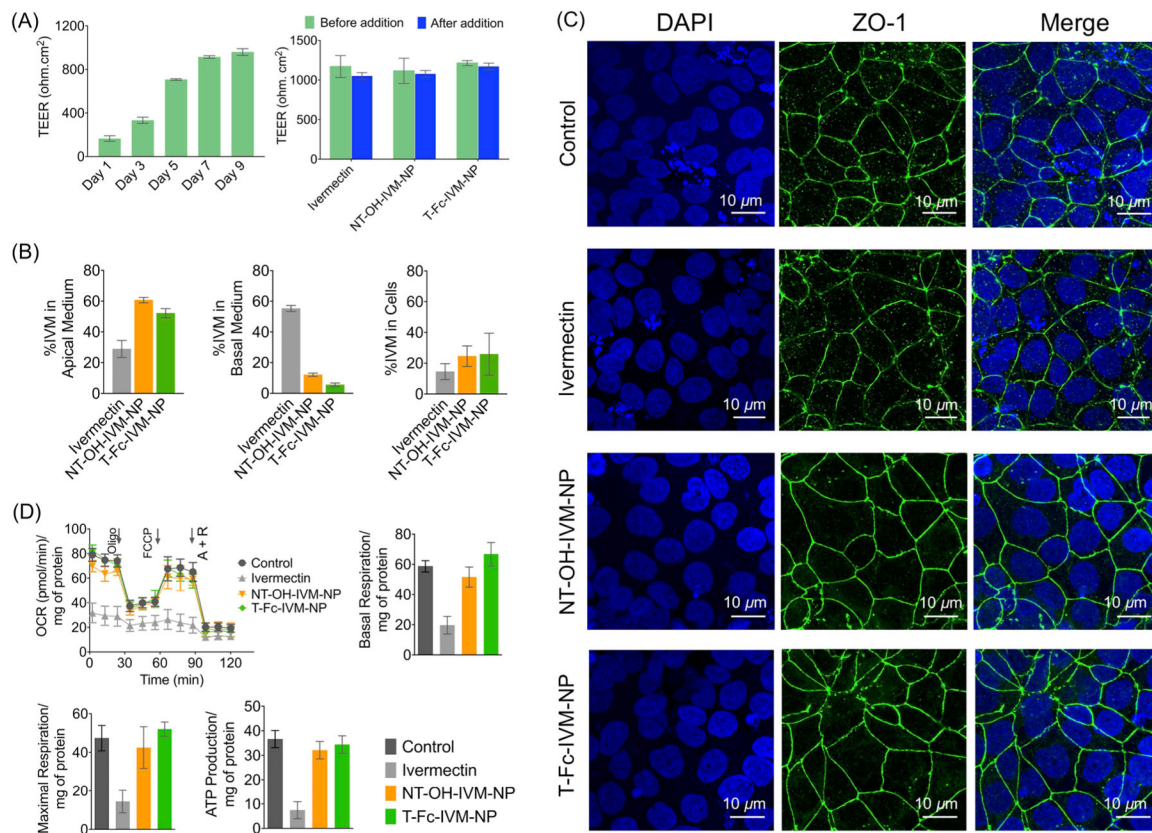 (A)
1200
800
400
0
TEER (ohm.cm²)
Day 1
Day 3
Day 5
Day 7
Day 9
Before addition
After addition
1500
1000
500
0
TEER (ohm. cm²)
Ivermectin
NT-OH-IVM-NP
T-Fc-IVM-NP
(B)
%IVM in
Apical Medium
80
60
40
20
0
Ivermectin
NT-OH-IVM-NP
T-Fc-IVM-NP
%IVM in
Basal Medium
80
60
40
20
0
Ivermectin
NT-OH-IVM-NP
T-Fc-IVM-NP
%IVM in Cells
80
60
40
20
0
Ivermectin
NT-OH-IVM-NP
T-Fc-IVM-NP
(C)
DAPI
ZO-1
Merge
Control
10 µm
10 µm
10 µm
Ivermectin
10 µm
10 µm
10 µm
NT-OH-IVM-NP
10 µm
10 µm
10 µm
T-Fc-IVM-NP
10 µm
10 µm
10 µm
(D)
OCR (pmol/min)/
mg of protein
100
80
60
40
20
0
Oligo
FCCP
A + R
Control
Ivermectin
NT-OH-IVM-NP
T-Fc-IVM-NP
0
30
60
90
120
Time (min)
Basal Respiration/
mg of protein
80
60
40
20
0
Maximal Respiration/
mg of protein
60
40
20
0
ATP Production/
mg of protein
50
40
30
20
10
0
Control
Ivermectin
NT-OH-IVM-NP
T-Fc-IVM-NP